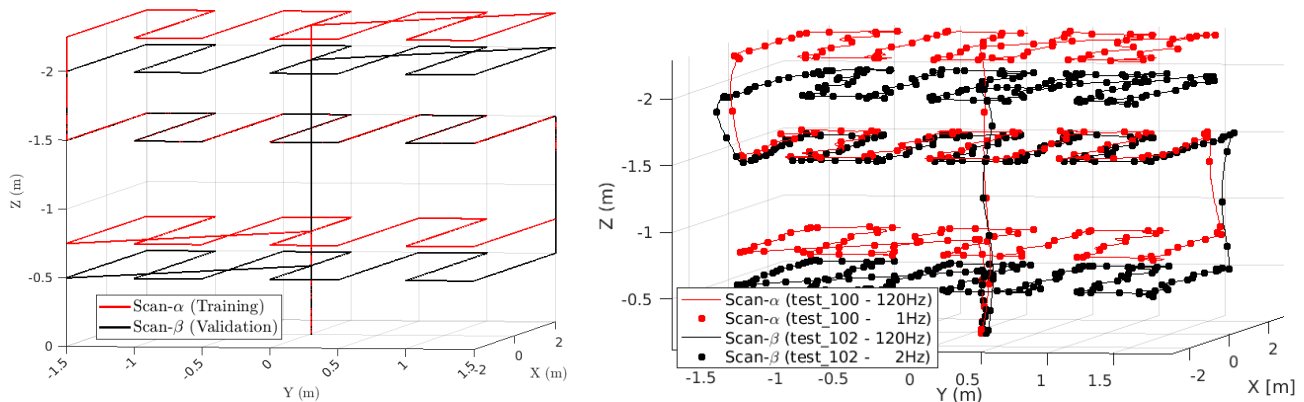 -2
-1.5
-1
-0.5
0
Z (m)
-1.5
-1
-0.5
0
0.5
1
1.5
Y (m)
-2
0
2
X (m)
Scan-α (Training)
Scan-β (Validation)
-2
-1.5
-1
-0.5
Z (m)
-1.5
-1
-0.5
0
0.5
1
1.5
Y (m)
-2
0
2
X [m]
Scan-α (test_100 - 120Hz)
Scan-α (test_100 - 1Hz)
Scan-β (test_102 - 120Hz)
Scan-β (test_102 - 2Hz)